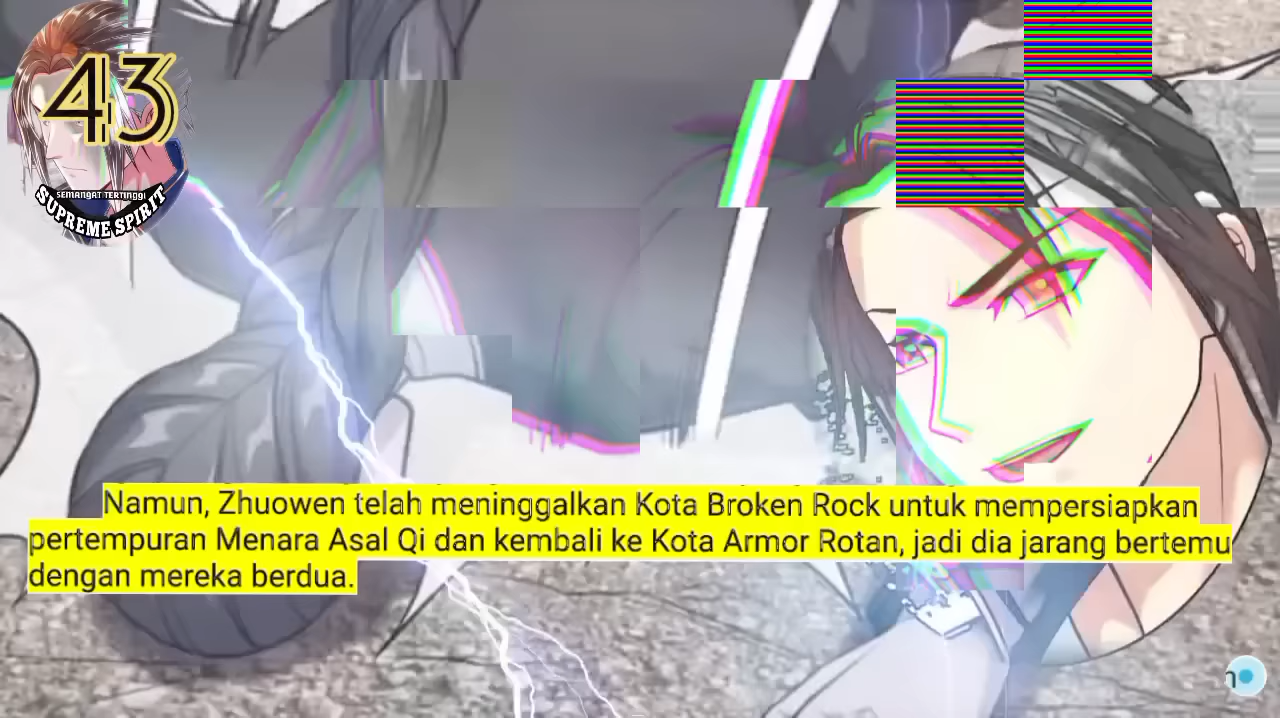 43
SEMANGAT TERTINGGI
SUPREME SPIRIT
Namun, Zhuowen telah meninggalkan Kota Broken Rock untuk mempersiapkan
pertempuran Menara Asal Qi dan kembali ke Kota Armor Rotan, jadi dia jarang bertemu
dengan mereka berdua.